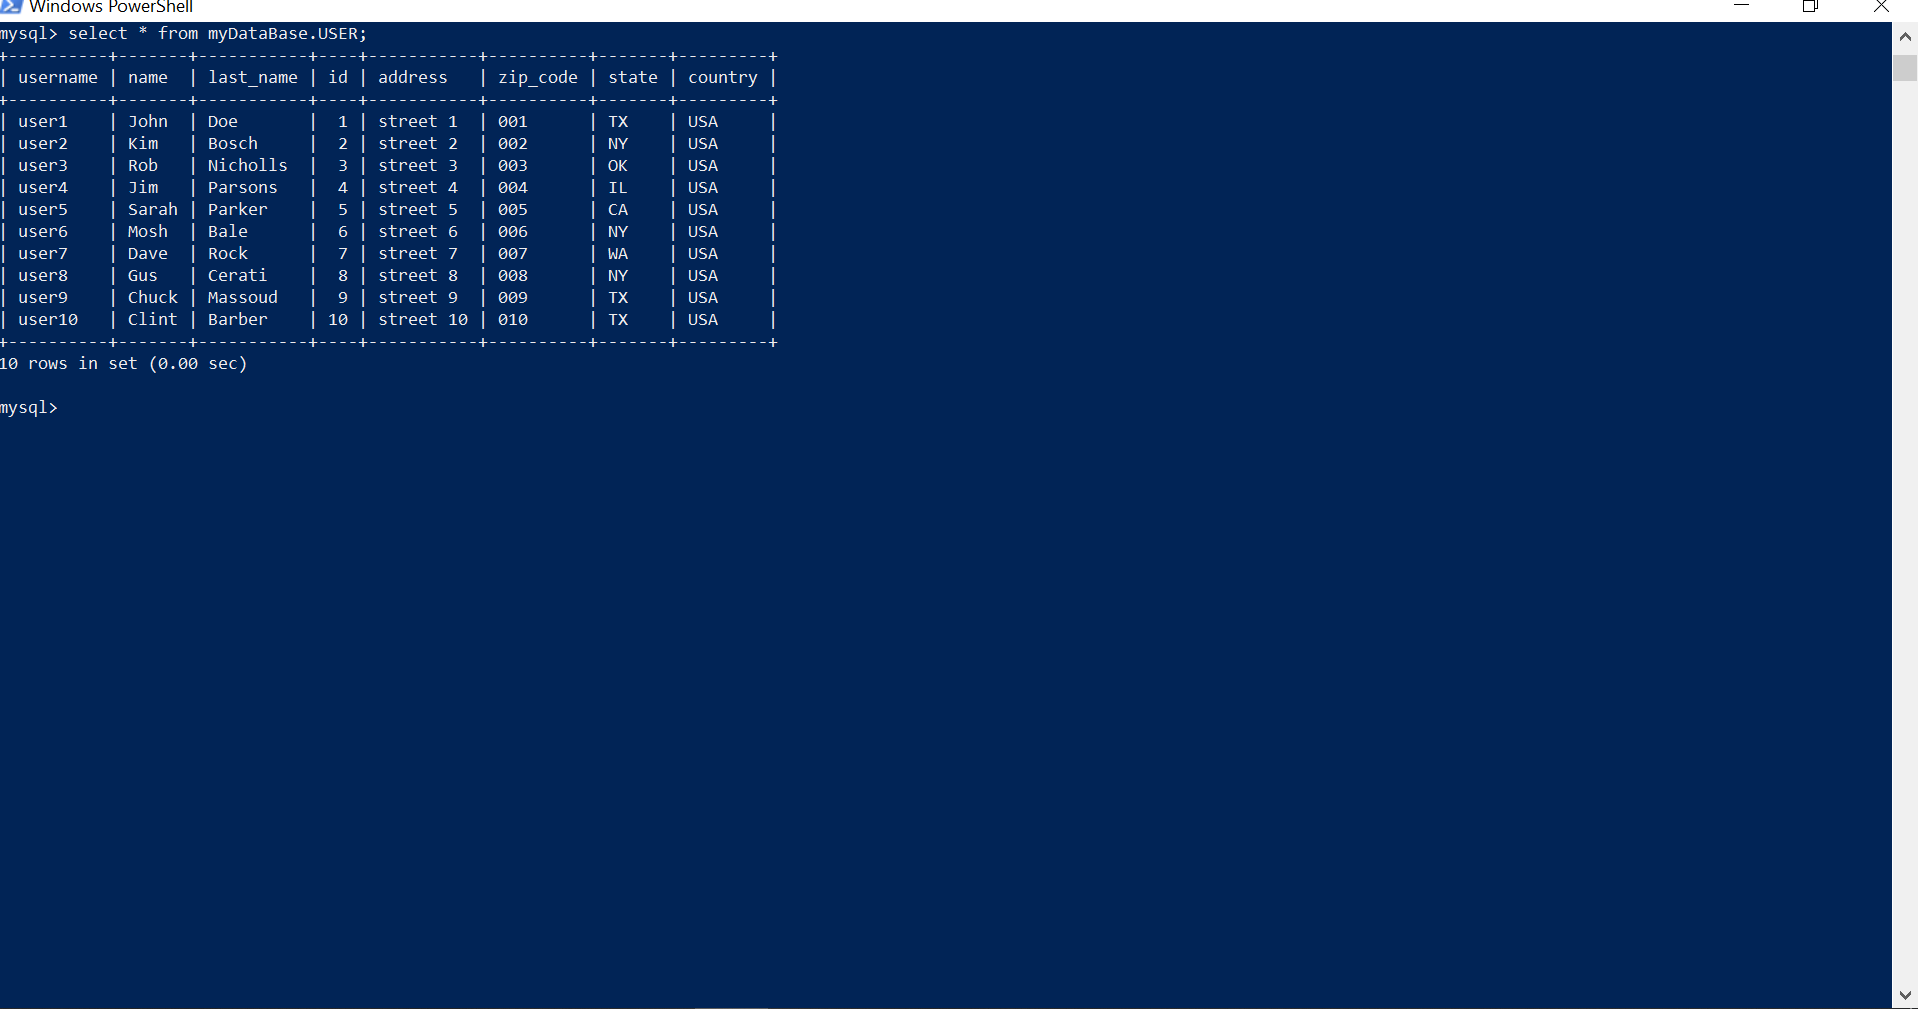 Windows PowerShell
mysql> select * from myDataBase.USER;
+----------+-------+-----------+----+-----------+----------+-------+---------+
| username | name  | last_name | id | address   | zip_code | state | country |
+----------+-------+-----------+----+-----------+----------+-------+---------+
| user1    | John  | Doe       |  1 | street 1  | 001      | TX    | USA     |
| user2    | Kim   | Bosch     |  2 | street 2  | 002      | NY    | USA     |
| user3    | Rob   | Nicholls  |  3 | street 3  | 003      | OK    | USA     |
| user4    | Jim   | Parsons   |  4 | street 4  | 004      | IL    | USA     |
| user5    | Sarah | Parker    |  5 | street 5  | 005      | CA    | USA     |
| user6    | Mosh  | Bale      |  6 | street 6  | 006      | NY    | USA     |
| user7    | Dave  | Rock      |  7 | street 7  | 007      | WA    | USA     |
| user8    | Gus   | Cerati    |  8 | street 8  | 008      | NY    | USA     |
| user9    | Chuck | Massoud   |  9 | street 9  | 009      | TX    | USA     |
| user10   | Clint | Barber    | 10 | street 10 | 010      | TX    | USA     |
+----------+-------+-----------+----+-----------+----------+-------+---------+
10 rows in set (0.00 sec)
mysql>